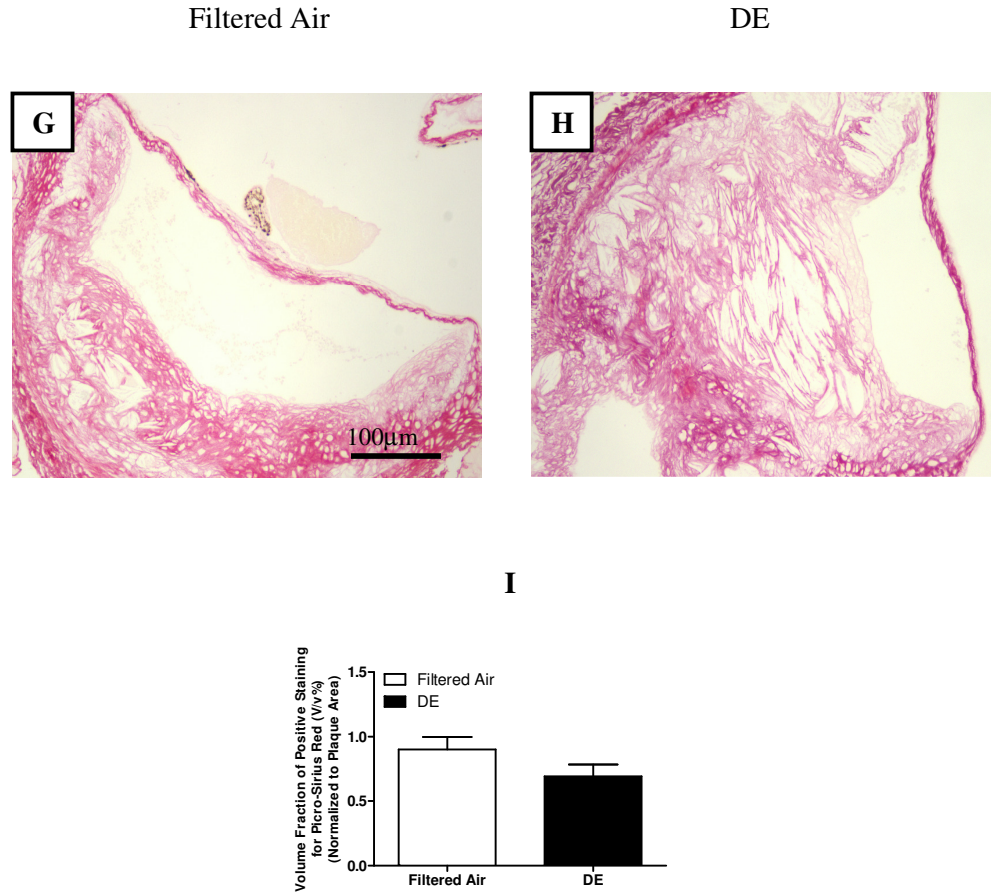 Filtered Air DE
G H
100µm
I
Volume Fraction of Positive Staining
for Picro-Sirius Red (V/v%)
(Normalized to Plaque Area)
1.5
1.0
0.5
0.0
Filtered Air
DE
Filtered Air DE